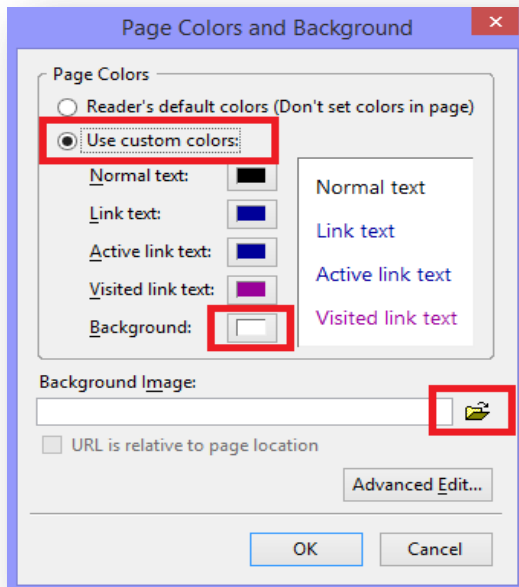 Page Colors and Background
Page Colors
Reader's default colors (Don't set colors in page)
Use custom colors:
Normal text:
Link text:
Active link text:
Visited link text:
Background:
Normal text
Link text
Active link text
Visited link text
Background Image:
URL is relative to page location
Advanced Edit...
OK Cancel